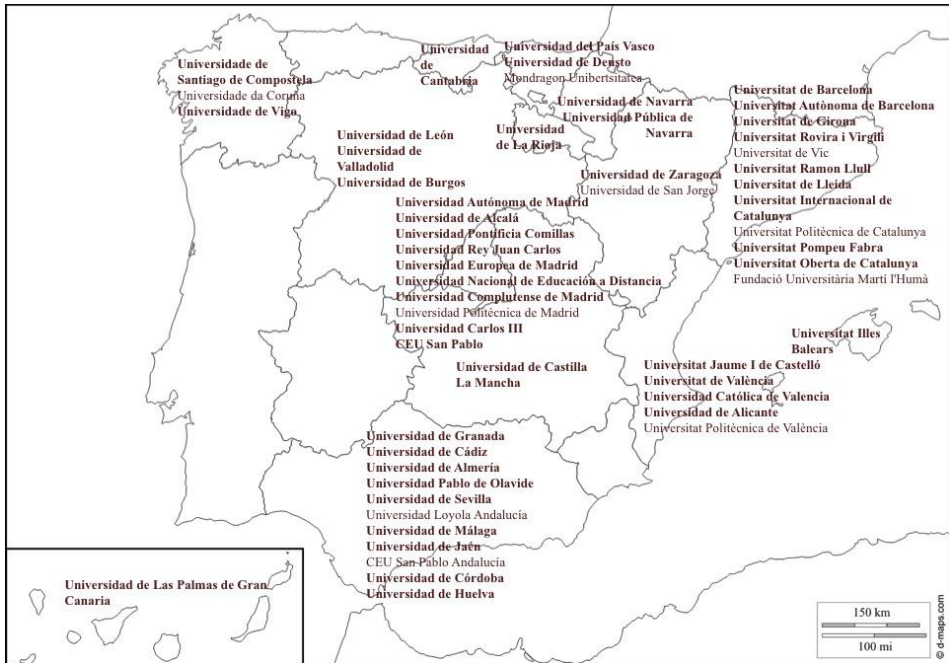 Universidade de
Santiago de Compostela
Universidade da Coruña
Universidade de Vigo
Universidad
de
Cantabria
Universidad del País Vasco
Universidad de Deusto
Mondragon Unibertsitatea
Universidad de Navarra
Universidad Pública de
Navarra
Universidad
de La Rioja
Universidad de León
Universidad de
Valladolid
Universidad de Burgos
Universidad de Zaragoza
Universidad de San Jorge
Universitat de Barcelona
Universitat Autònoma de Barcelona
Universitat de Girona
Universitat Rovira i Virgili
Universitat de Vic
Universitat Ramon Llull
Universitat de Lleida
Universitat Internacional de
Catalunya
Universitat Politècnica de Catalunya
Universitat Pompeu Fabra
Universitat Oberta de Catalunya
Fundació Universitària Martí l'Humà
Universidad Autónoma de Madrid
Universidad de Alcalá
Universidad Pontificia Comillas
Universidad Rey Juan Carlos
Universidad Europea de Madrid
Universidad Nacional de Educación a Distancia
Universidad Complutense de Madrid
Universidad Politécnica de Madrid
Universidad Carlos III
CEU San Pablo
Universidad de Castilla
La Mancha
Universitat Illes
Balears
Universitat Jaume I de Castelló
Universitat de València
Universidad Católica de Valencia
Universidad de Alicante
Universitat Politècnica de València
Universidad de Granada
Universidad de Cádiz
Universidad de Almería
Universidad Pablo de Olavide
Universidad de Sevilla
Universidad Loyola Andalucía
Universidad de Málaga
Universidad de Jaén
CEU San Pablo Andalucía
Universidad de Córdoba
Universidad de Huelva
Universidad de Las Palmas de Gran
Canaria
150 km
100 mi
© d-maps.com